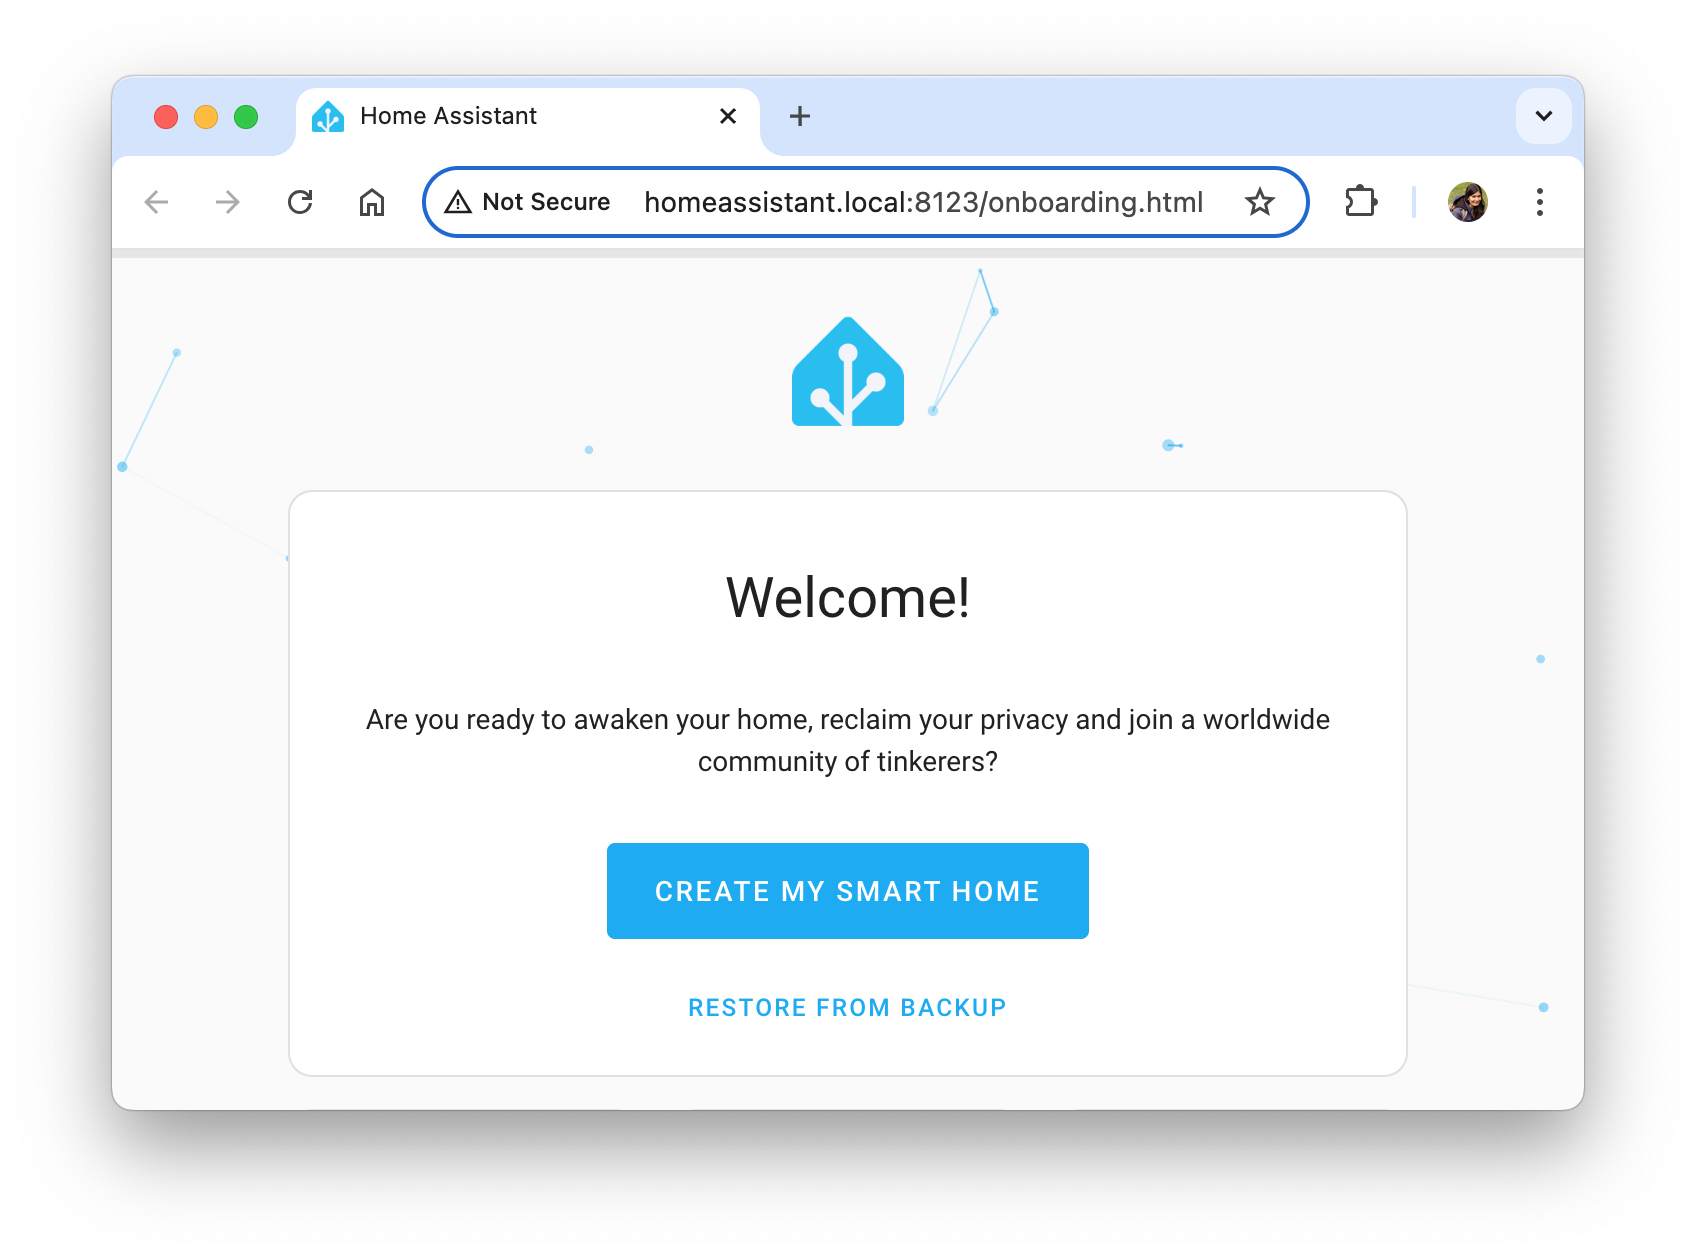 Home Assistant
Not Secure homeassistant.local:8123/onboarding.html
Welcome!
Are you ready to awaken your home, reclaim your privacy and join a worldwide
community of tinkerers?
CREATE MY SMART HOME
RESTORE FROM BACKUP